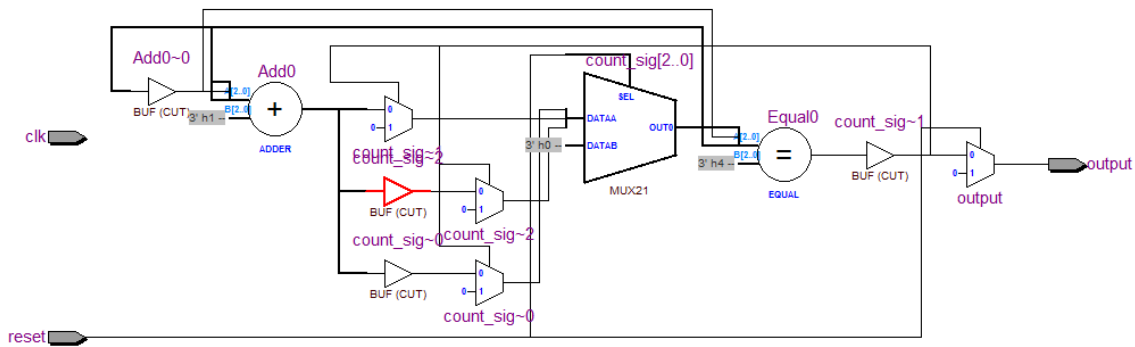 Add0~0
BUF (CUT)
Add0
A[2..0]
B[2..0]
3' h1 --
+
ADDER
clk
0
0
1
count_sig~1
count_sig~2
BUF (CUT)
0
0
1
count_sig~2
count_sig~0
BUF (CUT)
0
0
1
count_sig~0
count_sig[2..0]
SEL
DATAA
3' h0 --
DATAB
OUT0
MUX21
Equal0
A[2..0]
B[2..0]
3' h4 --
=
EQUAL
count_sig~1
BUF (CUT)
0
0
1
output
output
reset